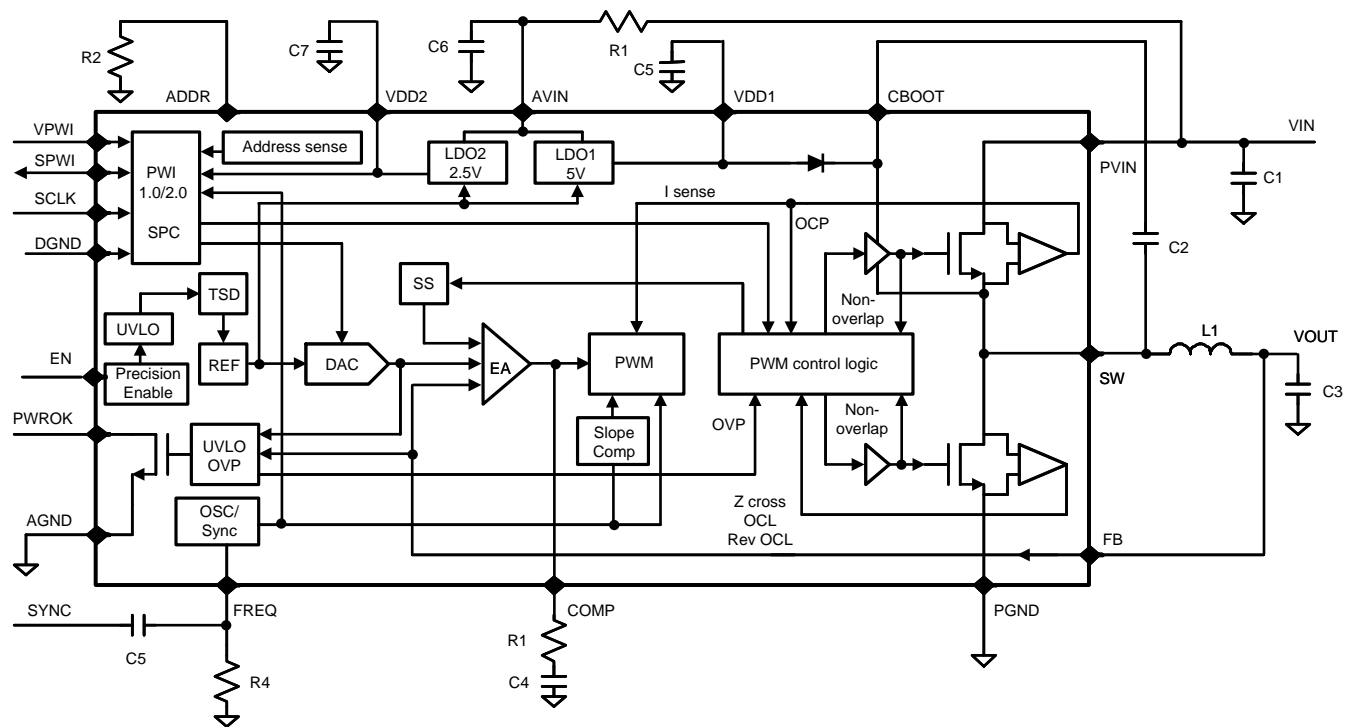 R2
C7
C6
R1
C5
ADDR
VDD2
AVIN
VDD1
CBOOT
VPWI
SPWI
SCLK
DGND
PWI
1.0/2.0
SPC
Address sense
LDO2
2.5V
LDO1
5V
VIN
PVIN
C1
C2
I sense
OCP
TSD
UVLO
REF
Precision
Enable
EN
DAC
SS
EA
PWM
PWM control logic
Non-
overlap
Non-
overlap
SW
L1
VOUT
C3
PWROK
UVLO
OVP
Slope
Comp
OVP
AGND
OSC/
Sync
Z cross
OCL
Rev OCL
FB
SYNC
C5
FREQ
R4
COMP
R1
C4
PGND